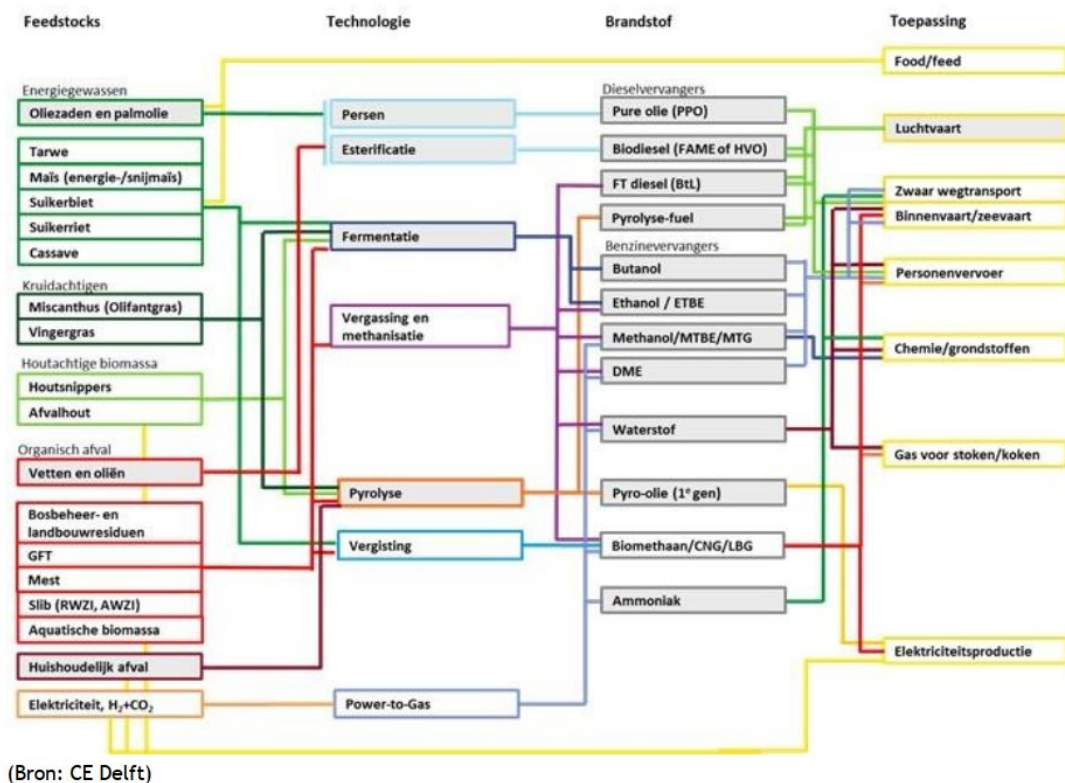 Feedstocks
Technologie
Brandstof
Toepassing
Energiegewassen
Oliezaden en palmolie
Tarwe
Maïs (energie-/snijmaïs)
Suikerbiet
Suikerriet
Cassave
Kruidachtigen
Miscanthus (Olifantgras)
Vingergras
Houtachtige biomassa
Houtsnippers
Afvalhout
Organisch afval
Vetten en oliën
Bosbeheer- en
landbouwresiduen
GFT
Mest
Slib (RWZI, AWZI)
Aquatische biomassa
Huishoudelijk afval
Elektriciteit, H₂+CO₂
Persen
Esterificatie
Fermentatie
Vergassing en
methanisatie
Pyrolyse
Vergisting
Power-to-Gas
Dieselvervangers
Pure olie (PPO)
Biodiesel (FAME of HVO)
FT diesel (BtL)
Pyrolyse-fuel
Benzinevervangers
Butanol
Ethanol / ETBE
Methanol/MTBE/MTG
DME
Waterstof
Pyro-olie (1ᵉ gen)
Biomethaan/CNG/LBG
Ammoniak
Food/feed
Luchtvaart
Zwaar wegtransport
Binnenvaart/zeevaart
Personenvervoer
Chemie/grondstoffen
Gas voor stoken/koken
Elektriciteitsproductie
(Bron: CE Delft)